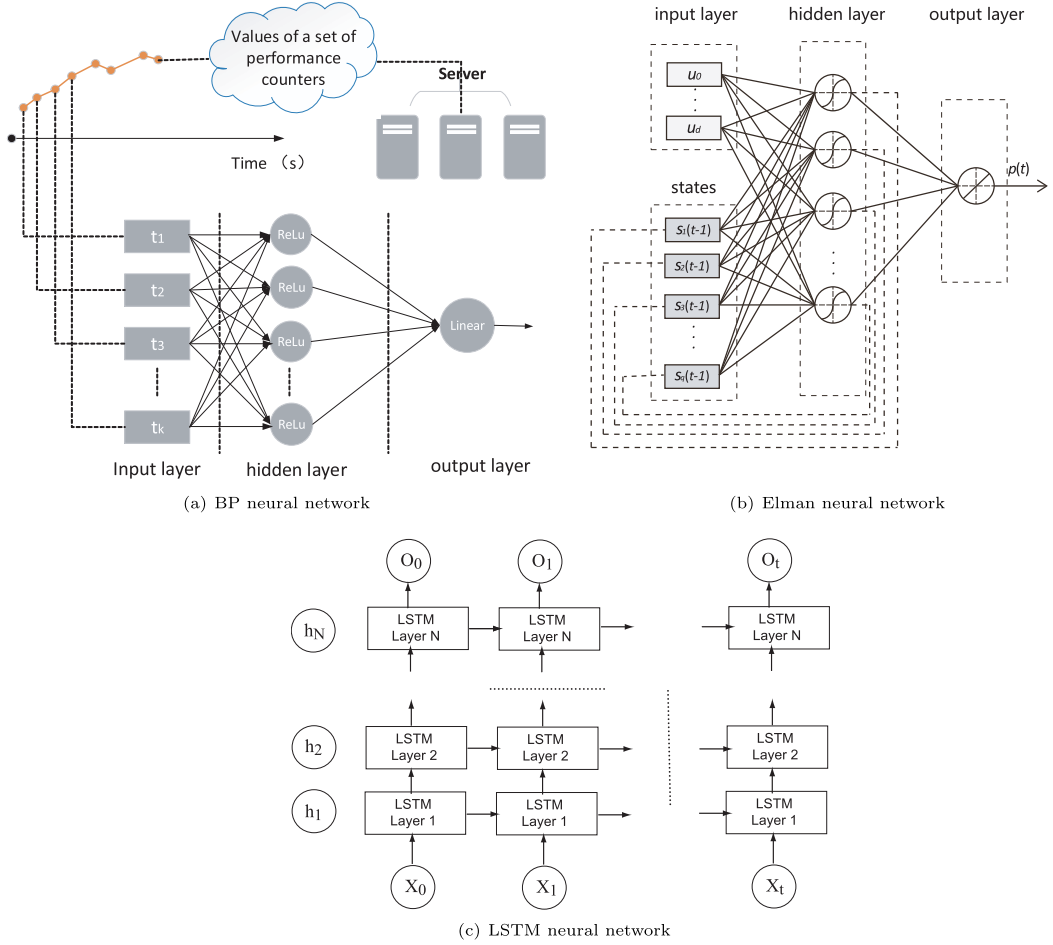 Values of a set of
performance
counters
Server
Time （s）
t1
t2
t3
tk
ReLu
ReLu
ReLu
ReLu
Linear
Input layer
hidden layer
output layer
(a) BP neural network
input layer
hidden layer
output layer
u0
ud
states
s1(t-1)
s2(t-1)
s3(t-1)
sq(t-1)
p(t)
(b) Elman neural network
O0
O1
Ot
hN
LSTM
Layer N
LSTM
Layer N
LSTM
Layer N
h2
LSTM
Layer 2
LSTM
Layer 2
LSTM
Layer 2
h1
LSTM
Layer 1
LSTM
Layer 1
LSTM
Layer 1
X0
X1
Xt
(c) LSTM neural network